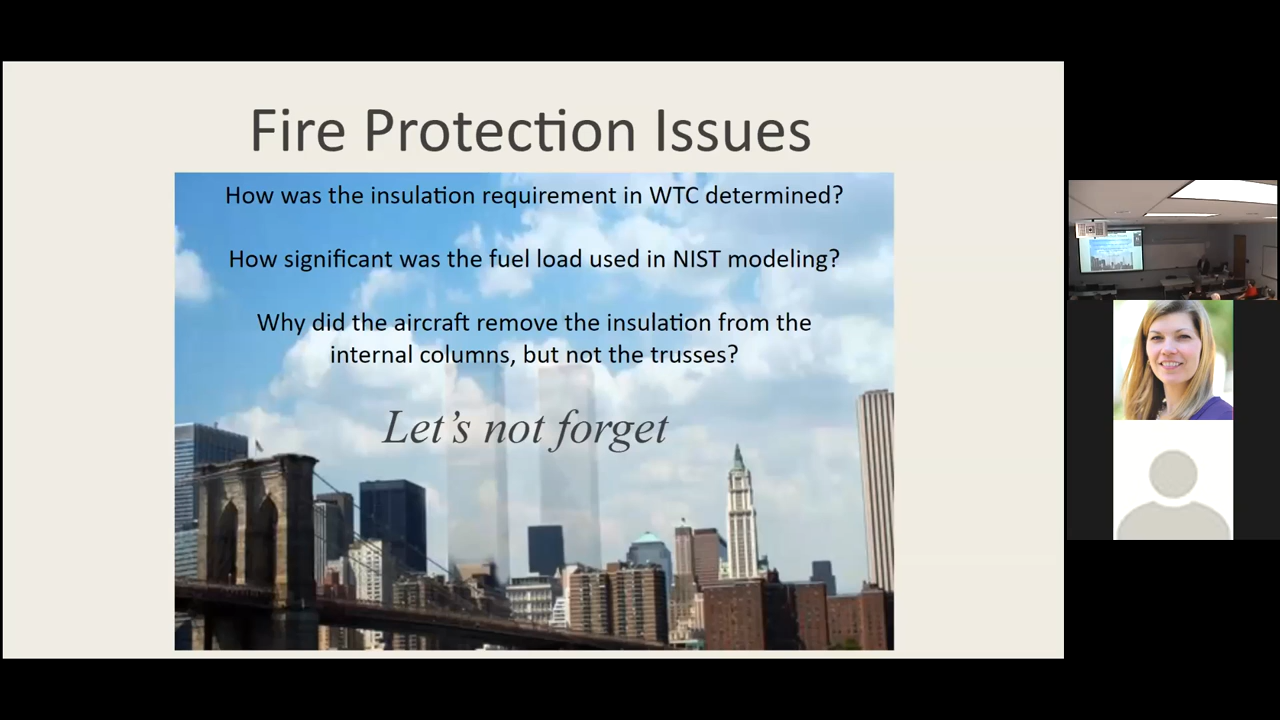 Fire Protection Issues
How was the insulation requirement in WTC determined?
How significant was the fuel load used in NIST modeling?
Why did the aircraft remove the insulation from the
internal columns, but not the trusses?
Let's not forget